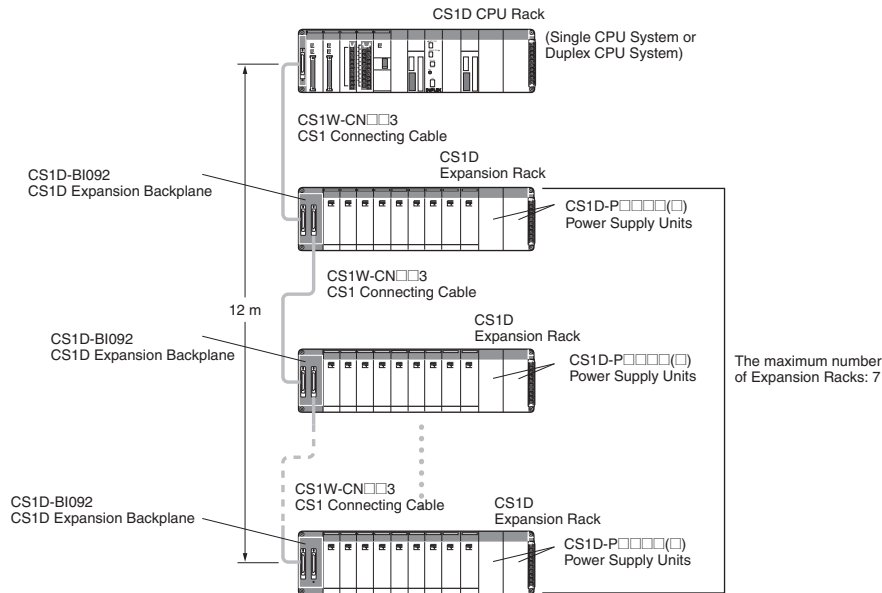 CS1D CPU Rack
(Single CPU System or
Duplex CPU System)
CS1W-CN□□3
CS1 Connecting Cable
CS1D-BI092
CS1D Expansion Backplane
CS1D
Expansion Rack
CS1D-P□□□□(□)
Power Supply Units
CS1W-CN□□3
CS1 Connecting Cable
12 m
CS1D-BI092
CS1D Expansion Backplane
CS1D
Expansion Rack
CS1D-P□□□□(□)
Power Supply Units
The maximum number
of Expansion Racks: 7
CS1W-CN□□3
CS1 Connecting Cable
CS1D-BI092
CS1D Expansion Backplane
CS1D
Expansion Rack
CS1D-P□□□□(□)
Power Supply Units